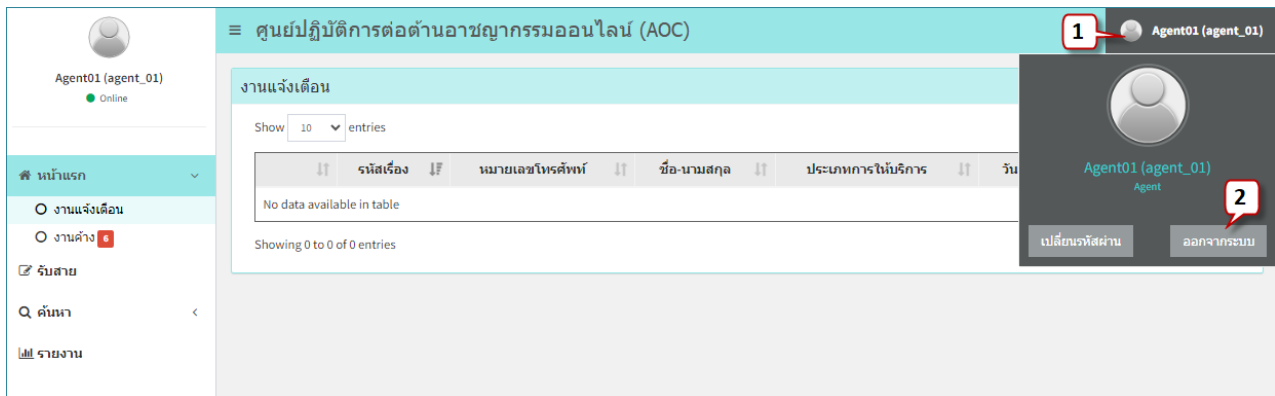 Agent01 (agent_01)
Online
หน้าแรก
งานแจ้งเตือน
งานค้าง 6
รับสาย
ค้นหา
รายงาน
ศูนย์ปฏิบัติการต่อต้านอาชญากรรมออนไลน์ (AOC)
1 Agent01 (agent_01)
งานแจ้งเตือน
Show 10 entries
รหัสเรื่อง หมายเลขโทรศัพท์ ชื่อ-นามสกุล ประเภทการให้บริการ วัน
No data available in table
Showing 0 to 0 of 0 entries
Agent01 (agent_01)
Agent
2
เปลี่ยนรหัสผ่าน ออกจากระบบ